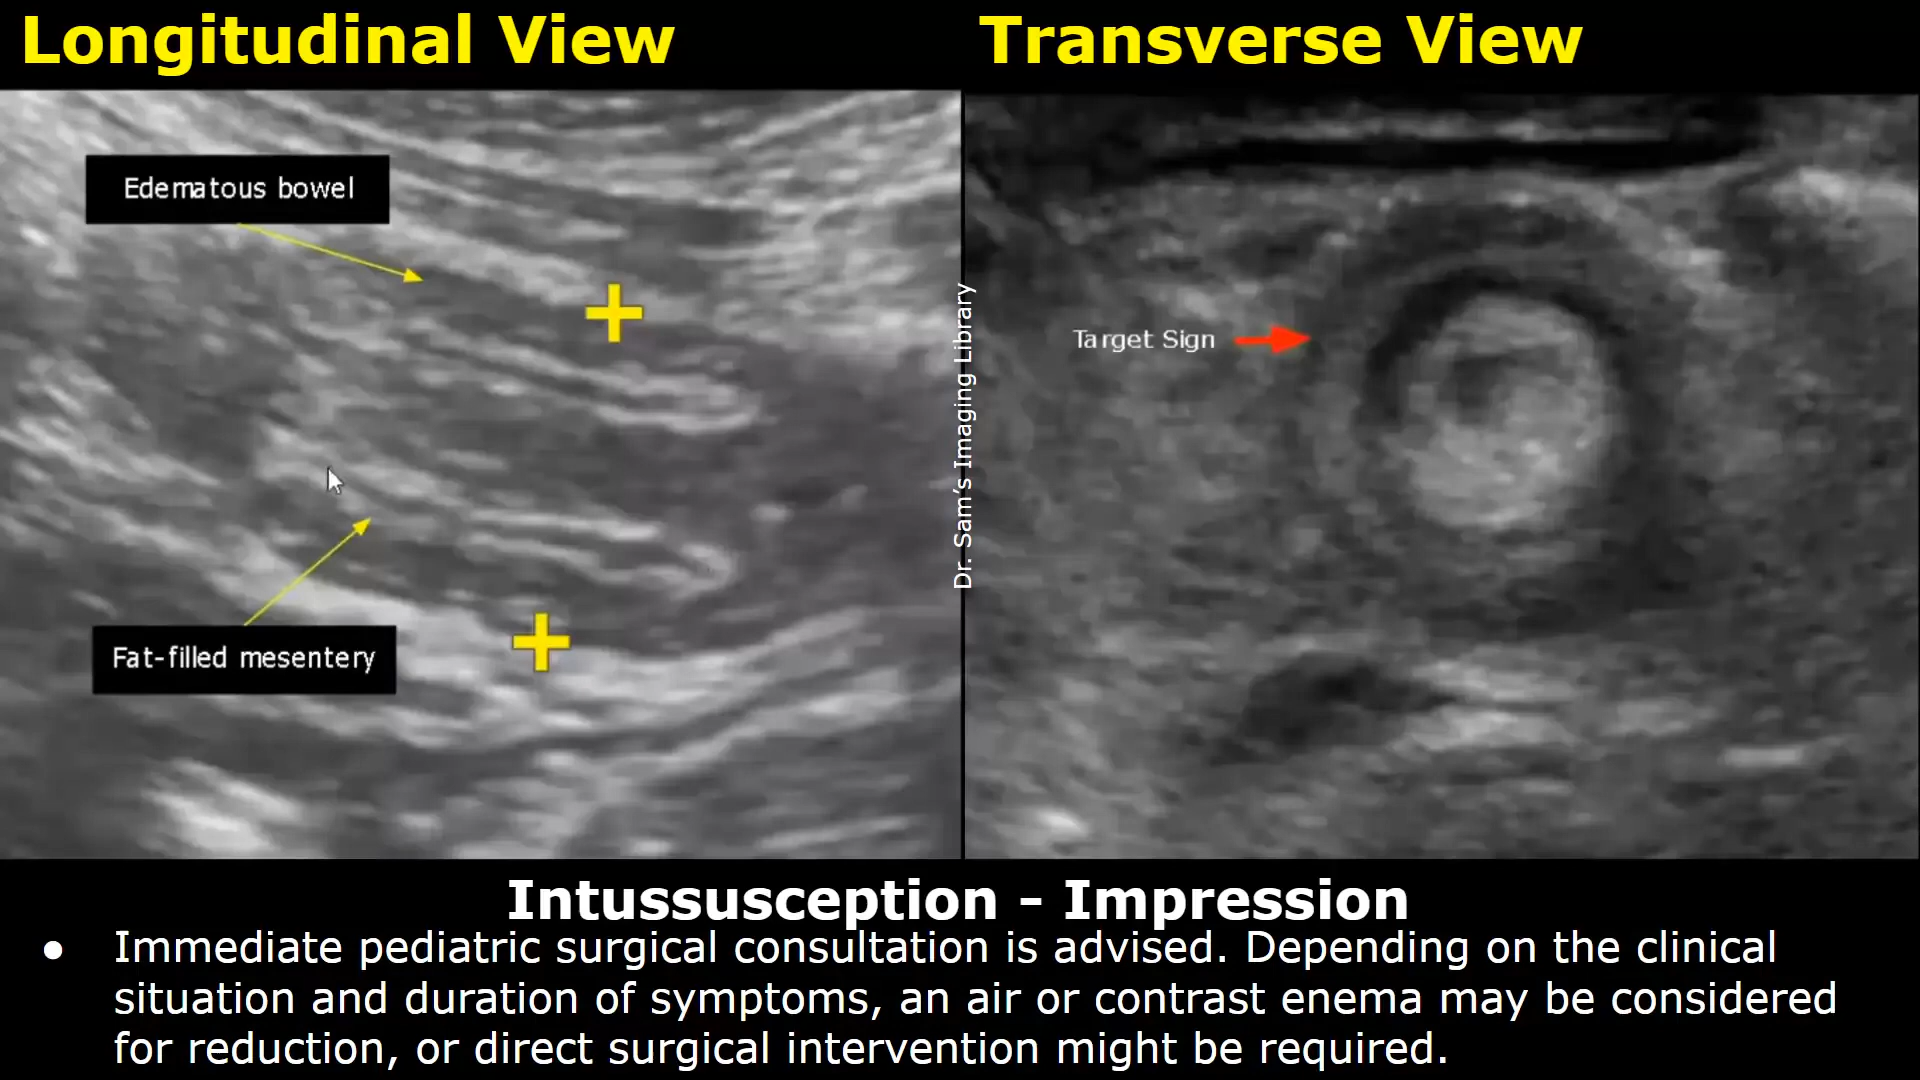 Longitudinal View
Transverse View
Edematous bowel
Fat-filled mesentery
Dr. Sam’s Imaging Library
Target Sign
Intussusception – Impression
● Immediate pediatric surgical consultation is advised. Depending on the clinical
situation and duration of symptoms, an air or contrast enema may be considered
for reduction, or direct surgical intervention might be required.